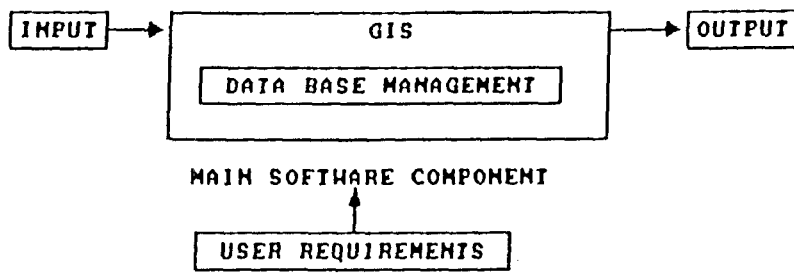 INPUT
GIS
OUTPUT
DATA BASE MANAGEMENT
MAIN SOFTWARE COMPONENT
USER REQUIREMENTS